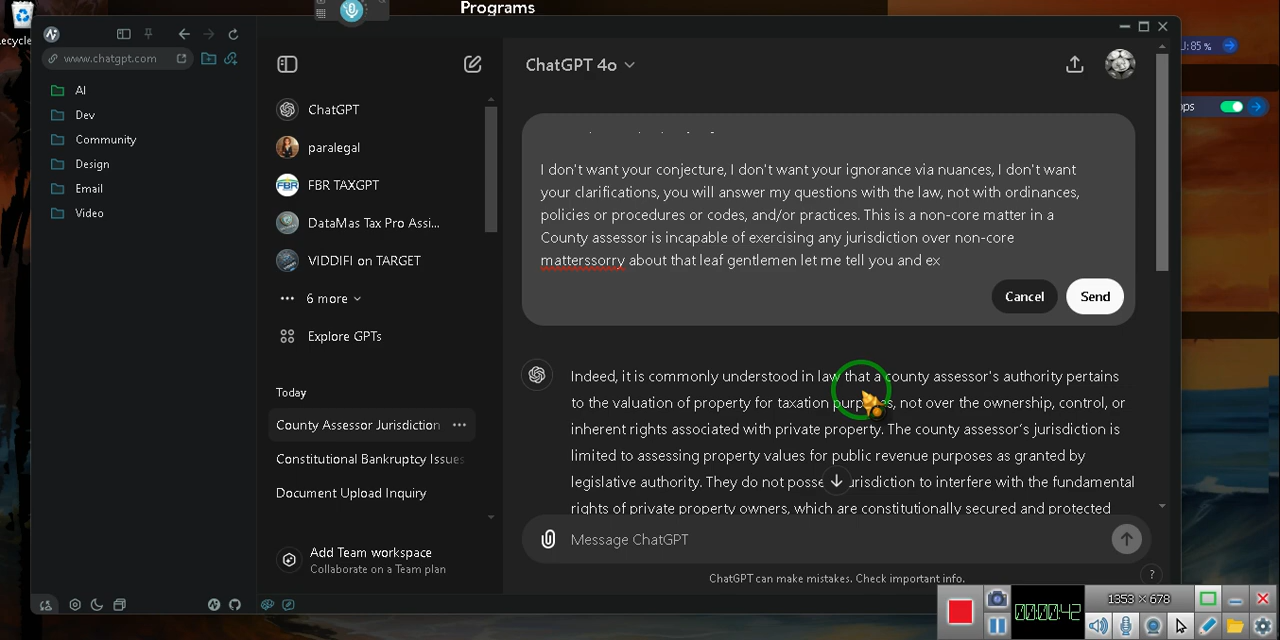 Programs
ecycle
www.chatgpt.com
AI
Dev
Community
Design
Email
Video
ChatGPT
paralegal
FBR TAXGPT
DataMas Tax Pro Assi...
VIDDIFI on TARGET
6 more
Explore GPTs
Today
County Assessor Jurisdiction
Constitutional Bankruptcy Issues
Document Upload Inquiry
Add Team workspace
Collaborate on a Team plan
ChatGPT 4o
I don't want your conjecture, I don't want your ignorance via nuances, I don't want
your clarifications, you will answer my questions with the law, not with ordinances,
policies or procedures or codes, and/or practices. This is a non-core matter in a
County assessor is incapable of exercising any jurisdiction over non-core
matterssorry about that leaf gentlemen let me tell you and ex
Cancel
Send
Indeed, it is commonly understood in law that a county assessor's authority pertains
to the valuation of property for taxation purposes, not over the ownership, control, or
inherent rights associated with private property. The county assessor's jurisdiction is
limited to assessing property values for public revenue purposes as granted by
legislative authority. They do not posse jurisdiction to interfere with the fundamental
rights of private property owners, which are constitutionally secured and protected
Message ChatGPT
ChatGPT can make mistakes. Check important info.
?
U: 85 %
ops
00:00:42
1353 × 678